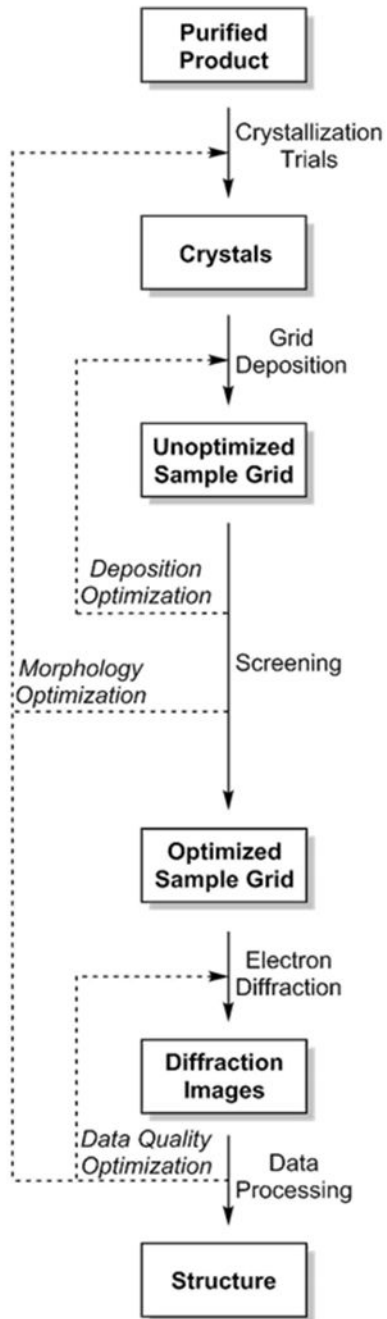 Purified
Product
Crystallization
Trials
Crystals
Grid
Deposition
Unoptimized
Sample Grid
Deposition
Optimization
Screening
Morphology
Optimization
Optimized
Sample Grid
Electron
Diffraction
Diffraction
Images
Data Quality
Optimization
Data
Processing
Structure